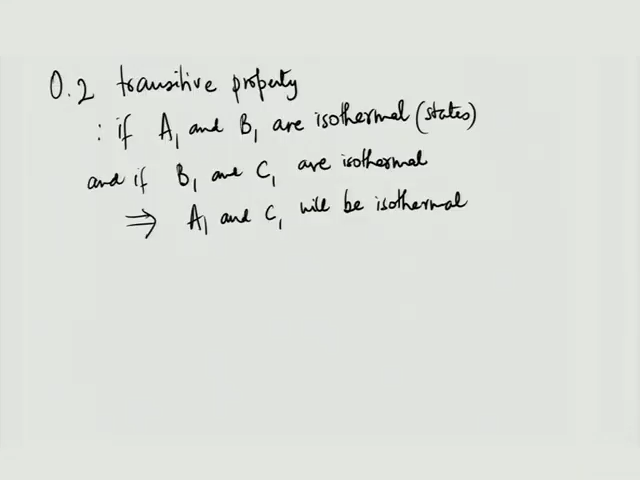 0.2 transitive property
: if A₁ and B₁ are isothermal (states)
and if B₁ and C₁ are isothermal
⇒ A₁ and C₁ will be isothermal